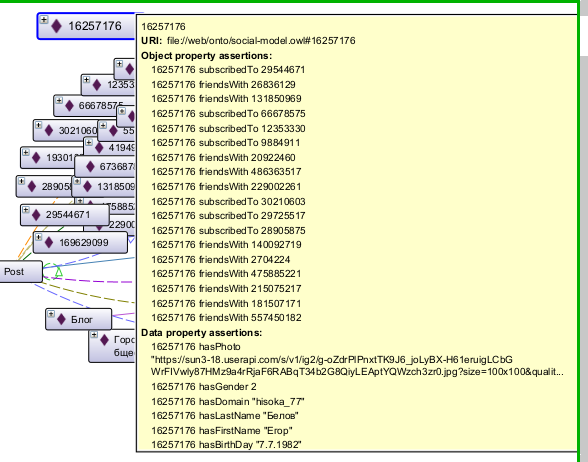 16257176
12353
66678575
3021060
55
41949
19301
673687
28905
1318509
7588
29544671
2290
169629099
Post
Блог
Горо
бще
16257176
URI: file://web/onto/social-model.owl#16257176
Object property assertions:
16257176 subscribedTo 29544671
16257176 friendsWith 26836129
16257176 friendsWith 131850969
16257176 subscribedTo 66678575
16257176 subscribedTo 12353330
16257176 subscribedTo 9884911
16257176 friendsWith 20922460
16257176 friendsWith 486363517
16257176 friendsWith 229002261
16257176 subscribedTo 30210603
16257176 subscribedTo 29725517
16257176 subscribedTo 28905875
16257176 friendsWith 140092719
16257176 friendsWith 2704224
16257176 friendsWith 475885221
16257176 friendsWith 215075217
16257176 friendsWith 181507171
16257176 friendsWith 557450182
Data property assertions:
16257176 hasPhoto
"https://sun3-18.userapi.com/s/v1/ig2/g-oZdrPlPnxtTK9J6_joLyBX-H61eruigLCbG
WrFIVwly87HMz9a4rRjaF6RABqT34b2G8QiyLEAptYQWzch3zr0.jpg?size=100x100&qualit...
16257176 hasGender 2
16257176 hasDomain "hisoka_77"
16257176 hasLastName "Белов"
16257176 hasFirstName "Егор"
16257176 hasBirthDay "7.7.1982"